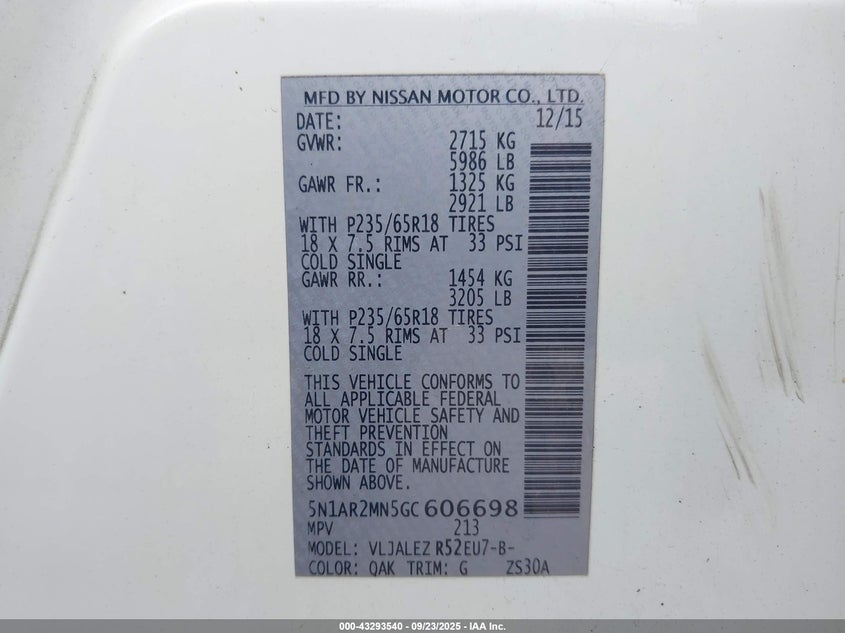 MFD BY NISSAN MOTOR CO., LTD.
DATE: 12/15
GVWR: 2715 KG
5986 LB
GAWR FR.: 1325 KG
2921 LB
WITH P235/65R18 TIRES
18 X 7.5 RIMS AT 33 PSI
COLD SINGLE
GAWR RR.: 1454 KG
3205 LB
WITH P235/65R18 TIRES
18 X 7.5 RIMS AT 33 PSI
COLD SINGLE
THIS VEHICLE CONFORMS TO
ALL APPLICABLE FEDERAL
MOTOR VEHICLE SAFETY AND
THEFT PREVENTION
STANDARDS IN EFFECT ON
THE DATE OF MANUFACTURE
SHOWN ABOVE.
5N1AR2MN5GC606698
MPV 213
MODEL: VLJALEZ R52EU7-B-
COLOR: QAK TRIM: G ZS30A
000-43293540 - 09/23/2025 - IAA Inc.